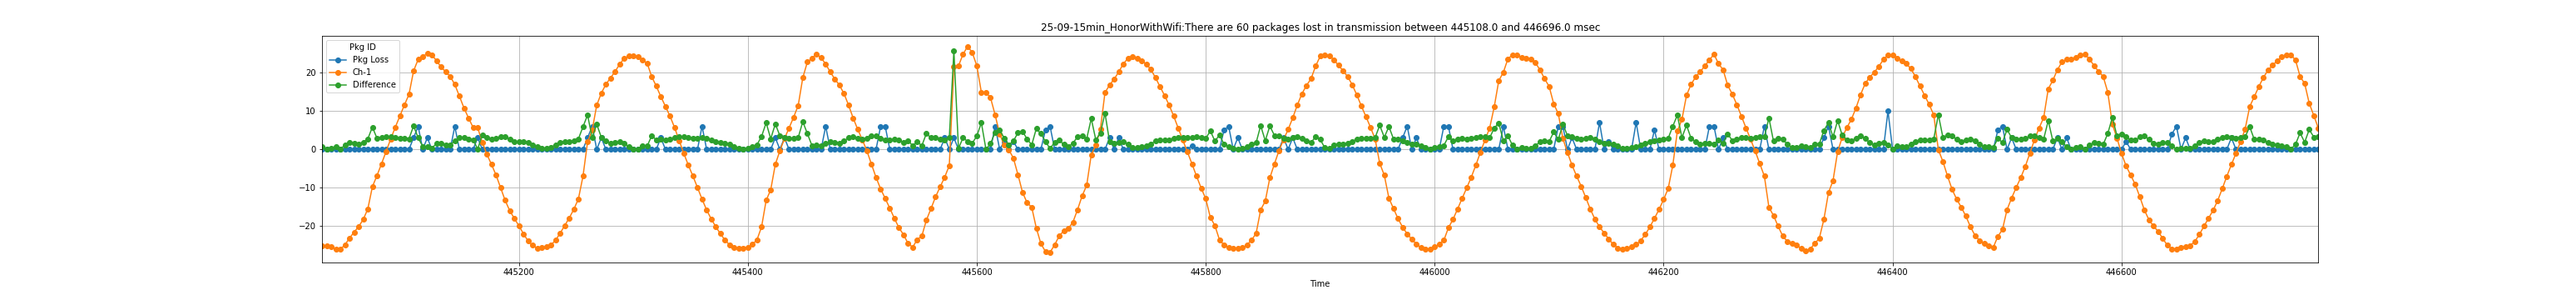 25-09-15min_HonorWithWifi:There are 60 packages lost in transmission between 445108.0 and 446696.0 msec
Pkg ID
Pkg Loss
Ch-1
Difference
20
10
0
−10
−20
445200 445400 445600 445800 446000 446200 446400 446600
Time